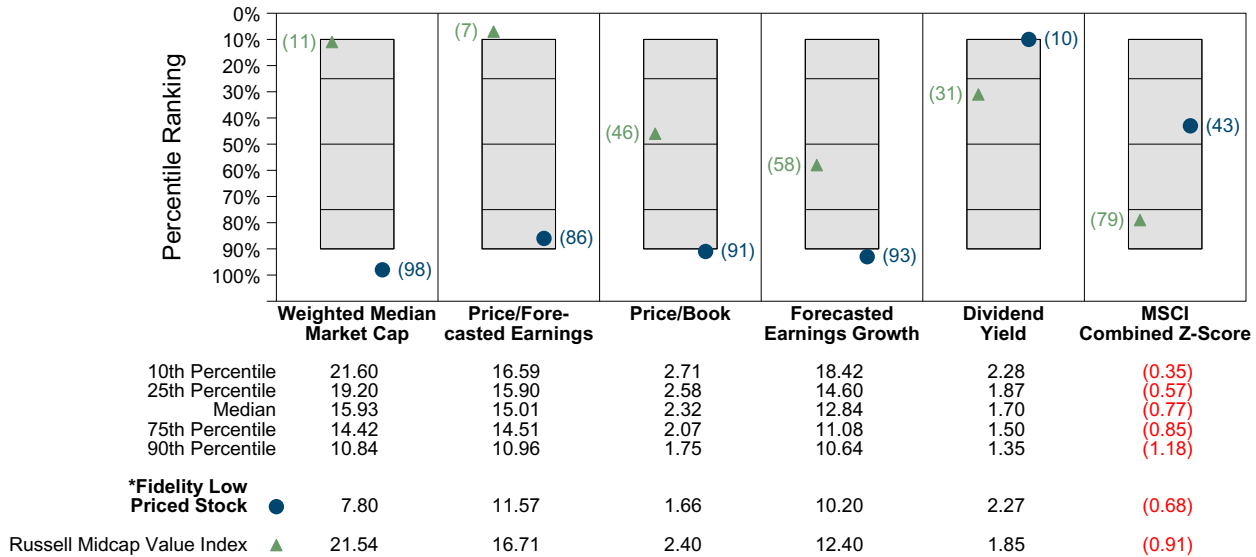 Percentile Ranking
0%
10%
20%
30%
40%
50%
60%
70%
80%
90%
100%
(11)
(98)
(7)
(86)
(46)
(91)
(58)
(93)
(10)
(31)
(43)
(79)
Weighted Median
Market Cap
Price/Fore-
casted Earnings
Price/Book
Forecasted
Earnings Growth
Dividend
Yield
MSCI
Combined Z-Score
10th Percentile 21.60 16.59 2.71 18.42 2.28 (0.35)
25th Percentile 19.20 15.90 2.58 14.60 1.87 (0.57)
Median 15.93 15.01 2.32 12.84 1.70 (0.77)
75th Percentile 14.42 14.51 2.07 11.08 1.50 (0.85)
90th Percentile 10.84 10.96 1.75 10.64 1.35 (1.18)
*Fidelity Low
Priced Stock 7.80 11.57 1.66 10.20 2.27 (0.68)
Russell Midcap Value Index 21.54 16.71 2.40 12.40 1.85 (0.91)